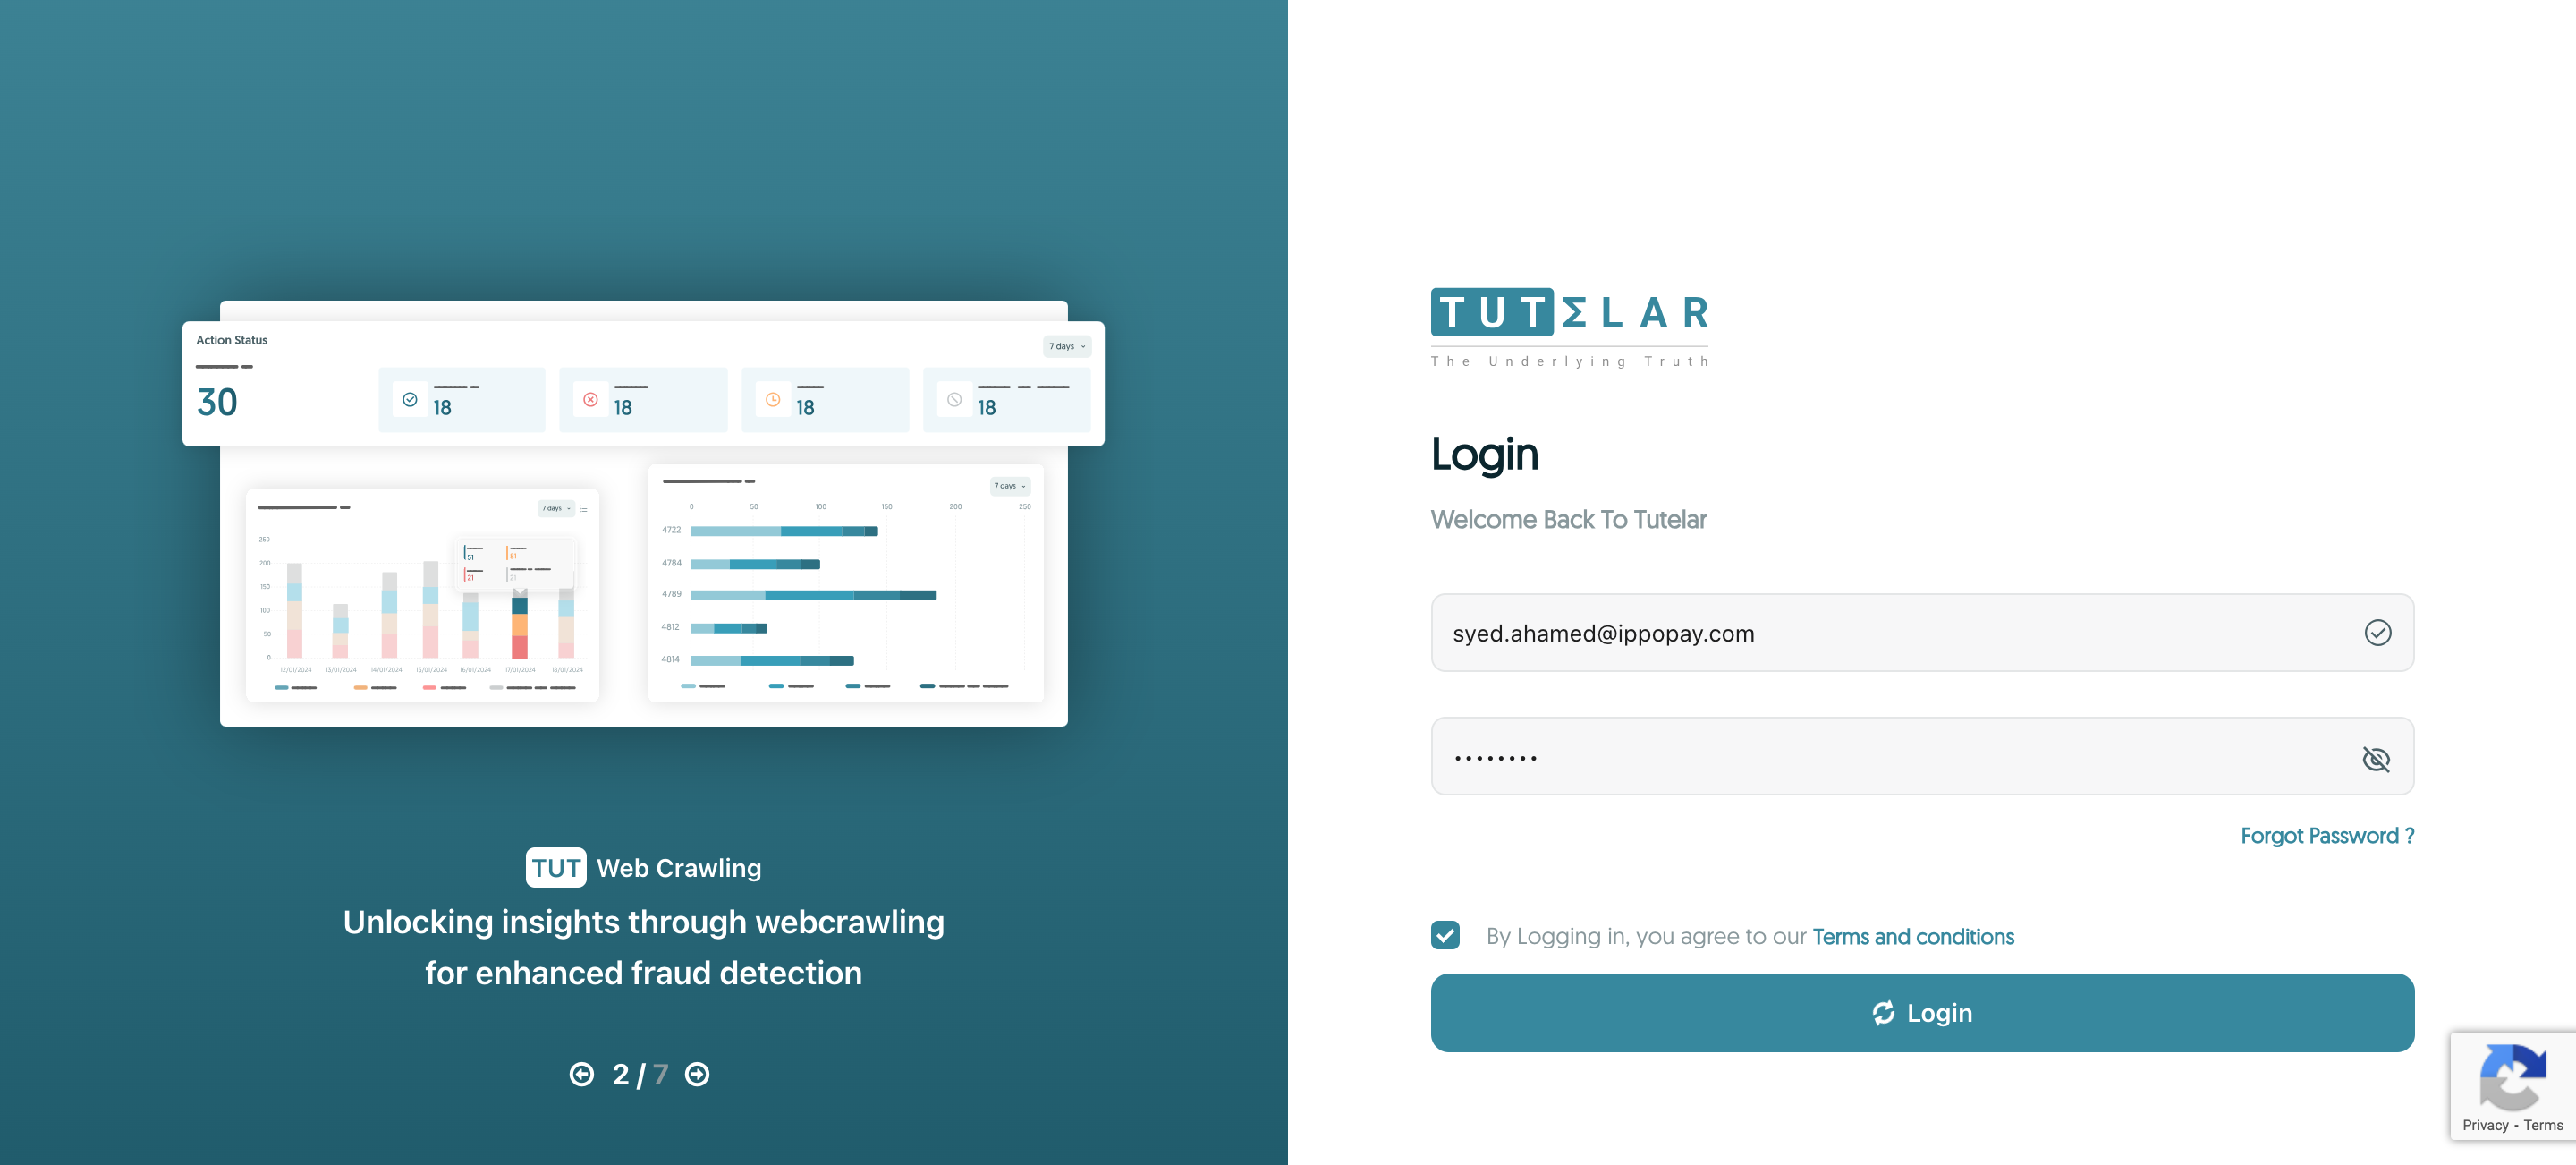 Action Status
7 days
30
18
18
18
18
7 days
250
200
150
100
50
0
51
81
21
21
12/01/2024
13/01/2024
14/01/2024
15/01/2024
16/01/2024
17/01/2024
18/01/2024
7 days
0
50
100
150
200
250
4722
4784
4789
4812
4814
TUT Web Crawling
Unlocking insights through webcrawling
for enhanced fraud detection
2 / 7
TUTΣLAR
The Underlying Truth
Login
Welcome Back To Tutelar
syed.ahamed@ippopay.com
Forgot Password ?
By Logging in, you agree to our Terms and conditions
Login
Privacy - Terms